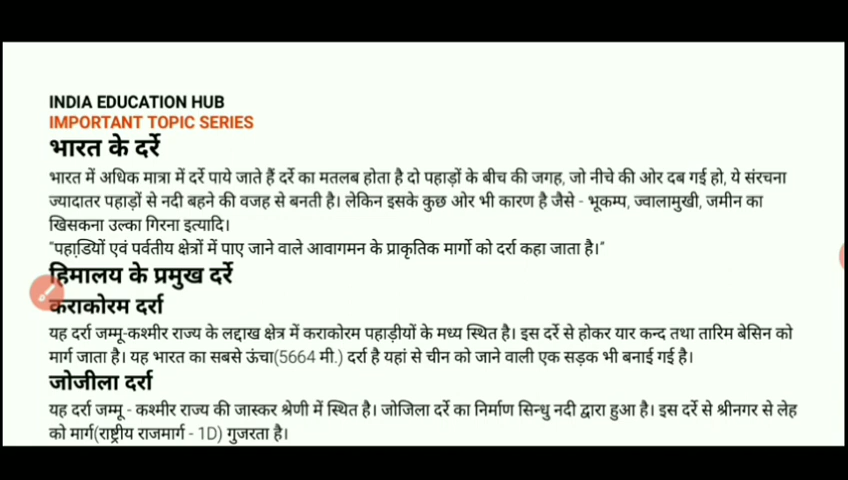 INDIA EDUCATION HUB
IMPORTANT TOPIC SERIES
भारत के दर्रे
भारत में अधिक मात्रा में दर्रे पाये जाते हैं दर्रे का मतलब होता है दो पहाड़ों के बीच की जगह, जो नीचे की ओर दब गई हो, ये संरचना
ज्यादातर पहाड़ों से नदी बहने की वजह से बनती है। लेकिन इसके कुछ ओर भी कारण है जैसे - भूकम्प, ज्वालामुखी, जमीन का
खिसकना उल्का गिरना इत्यादि।
"पहाड़ियों एवं पर्वतीय क्षेत्रों में पाए जाने वाले आवागमन के प्राकृतिक मार्गो को दर्रा कहा जाता है।"
हिमालय के प्रमुख दर्रे
कराकोरम दर्रा
यह दर्रा जम्मू-कश्मीर राज्य के लद्दाख क्षेत्र में कराकोरम पहाड़ीयों के मध्य स्थित है। इस दर्रे से होकर यार कन्द तथा तारिम बेसिन को
मार्ग जाता है। यह भारत का सबसे ऊंचा(5664 मी.) दर्रा है यहां से चीन को जाने वाली एक सड़क भी बनाई गई है।
जोजीला दर्रा
यह दर्रा जम्मू - कश्मीर राज्य की जास्कर श्रेणी में स्थित है। जोजिला दर्रे का निर्माण सिन्धु नदी द्वारा हुआ है। इस दर्रे से श्रीनगर से लेह
को मार्ग(राष्ट्रीय राजमार्ग - 1D) गुजरता है।